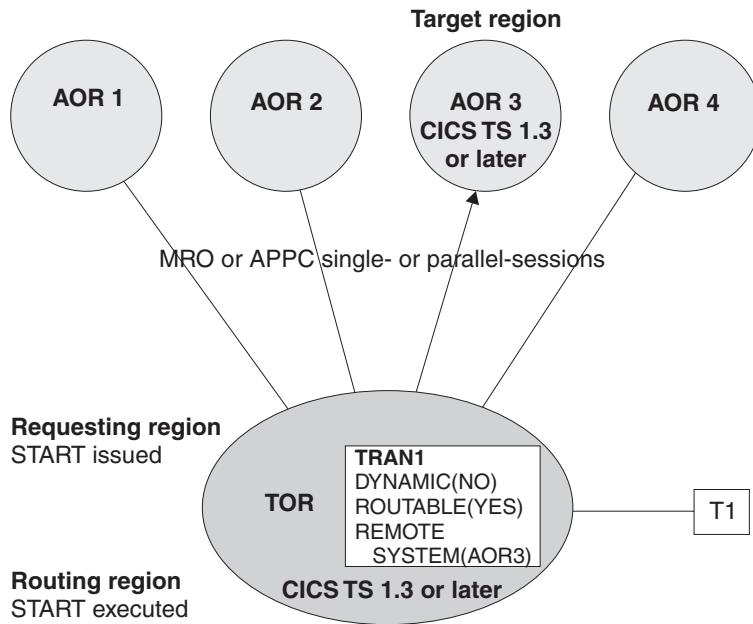 Target region
AOR 1
AOR 2
AOR 3
CICS TS 1.3
or later
AOR 4
MRO or APPC single- or parallel-sessions
Requesting region
START issued
TOR
TRAN1
DYNAMIC(NO)
ROUTABLE(YES)
REMOTE
SYSTEM(AOR3)
T1
Routing region
START executed
CICS TS 1.3 or later